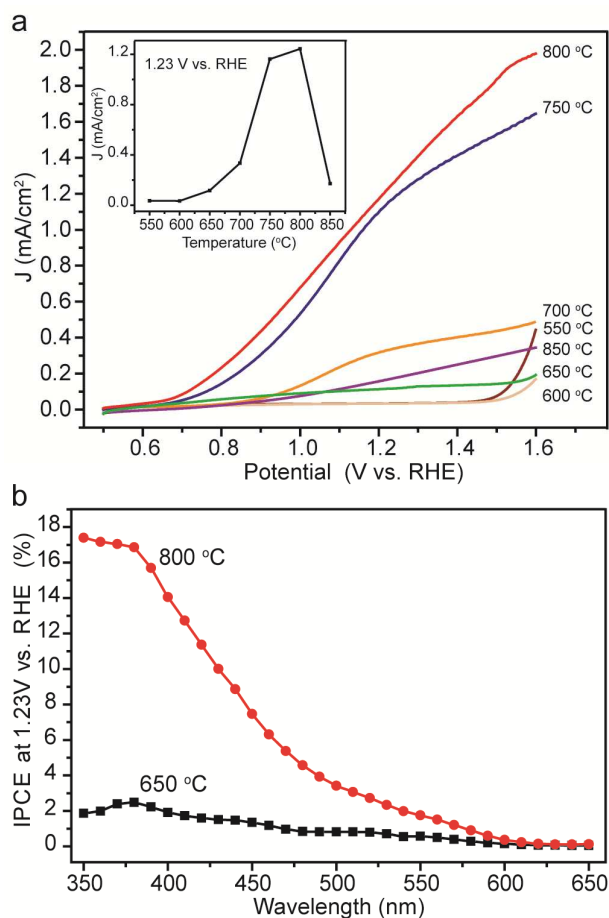 a
2.0
1.8
1.6
1.4
1.2
1.0
0.8
0.6
0.4
0.2
0.0
J (mA/cm²)
1.23 V vs. RHE
1.2
0.8
0.4
0.0
J (mA/cm²)
550 600 650 700 750 800 850
Temperature (°C)
800 °C
750 °C
700 °C
550 °C
850 °C
650 °C
600 °C
0.6 0.8 1.0 1.2 1.4 1.6
Potential (V vs. RHE)
b
18
16
14
12
10
8
6
4
2
0
IPCE at 1.23V vs. RHE (%)
800 °C
650 °C
350 400 450 500 550 600 650
Wavelength (nm)